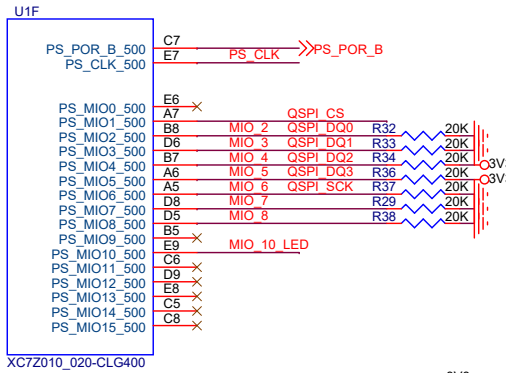 U1F
PS_POR_B_500 C7 PS_POR_B
PS_CLK_500 E7 PS_CLK
PS_MIO0_500 E6
PS_MIO1_500 A7 QSPI_CS
PS_MIO2_500 B8 MIO_2 QSPI_DQ0 R32 20K
PS_MIO3_500 D6 MIO_3 QSPI_DQ1 R33 20K
PS_MIO4_500 B7 MIO_4 QSPI_DQ2 R34 20K 3V
PS_MIO5_500 A6 MIO_5 QSPI_DQ3 R36 20K 3V
PS_MIO6_500 A5 MIO_6 QSPI_SCK R37 20K
PS_MIO7_500 D8 MIO_7 R29 20K
PS_MIO8_500 D5 MIO_8 R38 20K
PS_MIO9_500 B5
PS_MIO10_500 E9 MIO_10_LED
PS_MIO11_500 C6
PS_MIO12_500 D9
PS_MIO13_500 E8
PS_MIO14_500 C5
PS_MIO15_500 C8
XC7Z010_020-CLG400